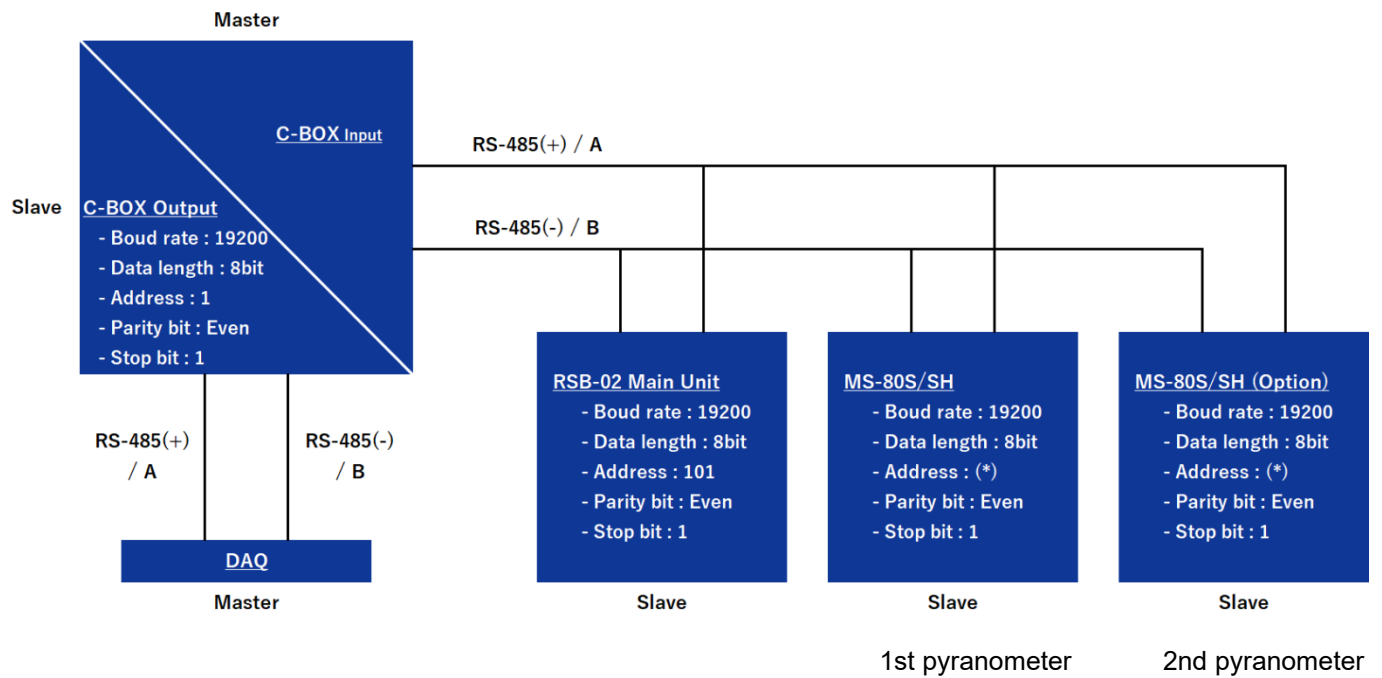 Master
C-BOX Input
RS-485(+) / A
Slave
C-BOX Output
- Boud rate : 19200
- Data length : 8bit
- Address : 1
- Parity bit : Even
- Stop bit : 1
RS-485(-) / B
RSB-02 Main Unit
- Boud rate : 19200
- Data length : 8bit
- Address : 101
- Parity bit : Even
- Stop bit : 1
MS-80S/SH
- Boud rate : 19200
- Data length : 8bit
- Address : (*)
- Parity bit : Even
- Stop bit : 1
MS-80S/SH (Option)
- Boud rate : 19200
- Data length : 8bit
- Address : (*)
- Parity bit : Even
- Stop bit : 1
RS-485(+)
/ A
RS-485(-)
/ B
DAQ
Master
Slave
Slave
Slave
1st pyranometer
2nd pyranometer